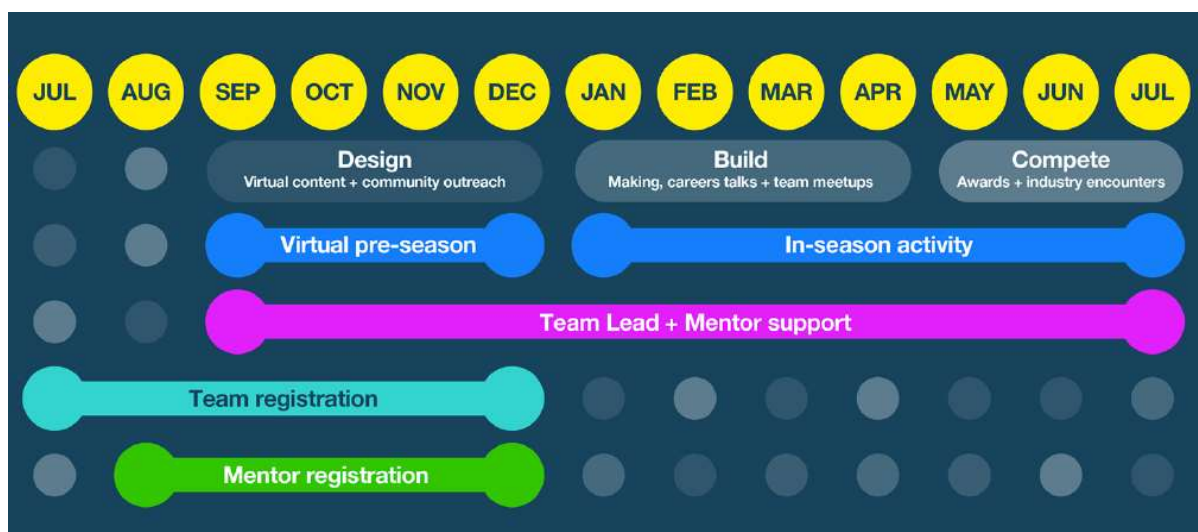 JUL AUG SEP OCT NOV DEC JAN FEB MAR APR MAY JUN JUL
Design
Virtual content + community outreach
Build
Making, careers talks + team meetups
Compete
Awards + industry encounters
Virtual pre-season
In-season activity
Team Lead + Mentor support
Team registration
Mentor registration